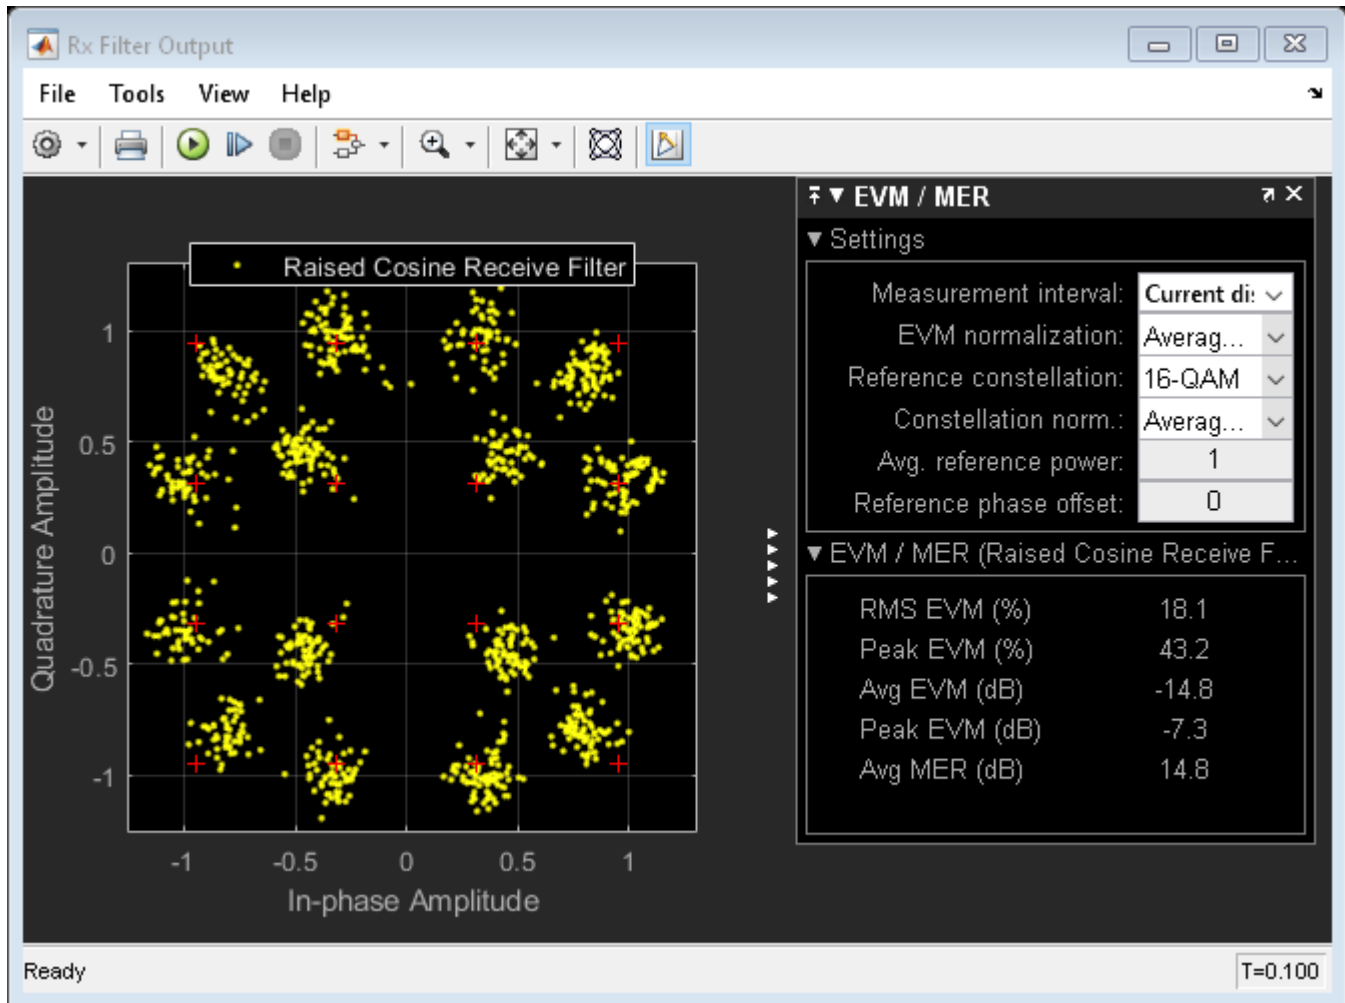 Rx Filter Output
File Tools View Help
Raised Cosine Receive Filter
1
0.5
0
-0.5
-1
Quadrature Amplitude
-1 -0.5 0 0.5 1
In-phase Amplitude
EVM / MER
Settings
Measurement interval: Current di
EVM normalization: Averag...
Reference constellation: 16-QAM
Constellation norm.: Averag...
Avg. reference power: 1
Reference phase offset: 0
EVM / MER (Raised Cosine Receive F...
RMS EVM (%) 18.1
Peak EVM (%) 43.2
Avg EVM (dB) -14.8
Peak EVM (dB) -7.3
Avg MER (dB) 14.8
Ready T=0.100